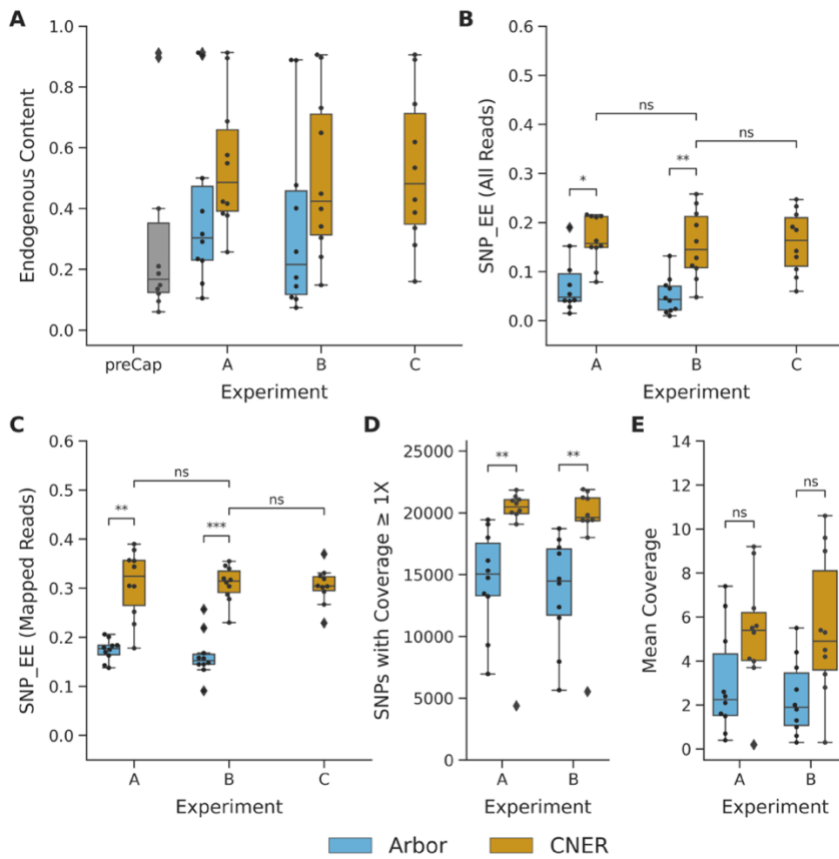 A
1.0
0.8
0.6
0.4
0.2
0.0
Endogenous Content
preCap A B C
Experiment
B
0.6
0.5
0.4
0.3
0.2
0.1
0.0
SNP_EE (All Reads)
ns
ns
*
**
A B C
Experiment
C
0.6
0.5
0.4
0.3
0.2
0.1
0.0
SNP_EE (Mapped Reads)
ns
ns
**
***
A B C
Experiment
D
25000
20000
15000
10000
5000
0
SNPs with Coverage ≥ 1X
**
**
A B
Experiment
E
14
12
10
8
6
4
2
0
Mean Coverage
ns
ns
A B
Experiment
Arbor CNER